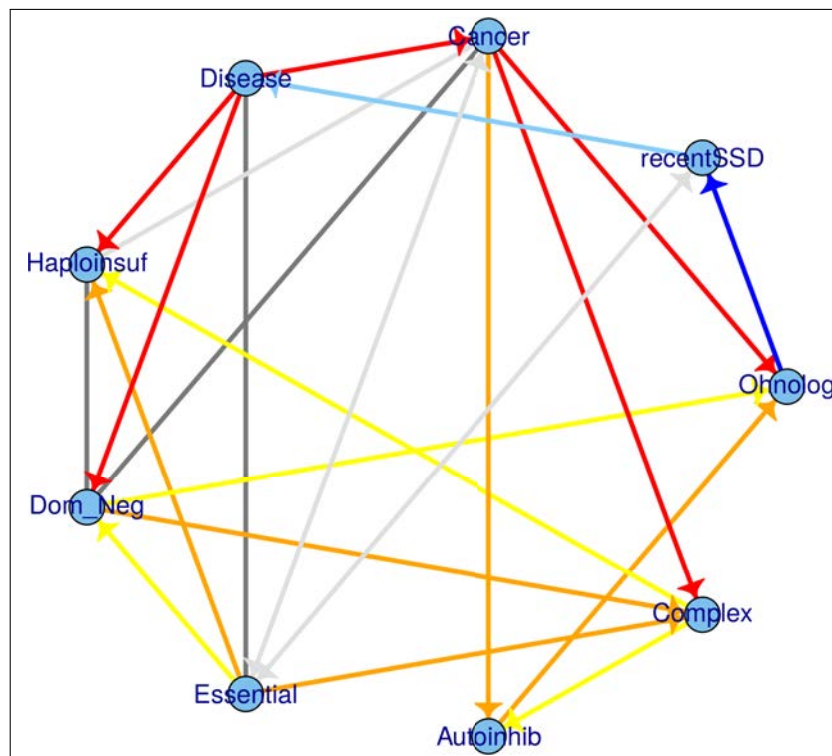 Cancer
Disease
recentSSD
Haploinsuf
Ohnolog
Dom_Neg
Complex
Essential
Autoinhib